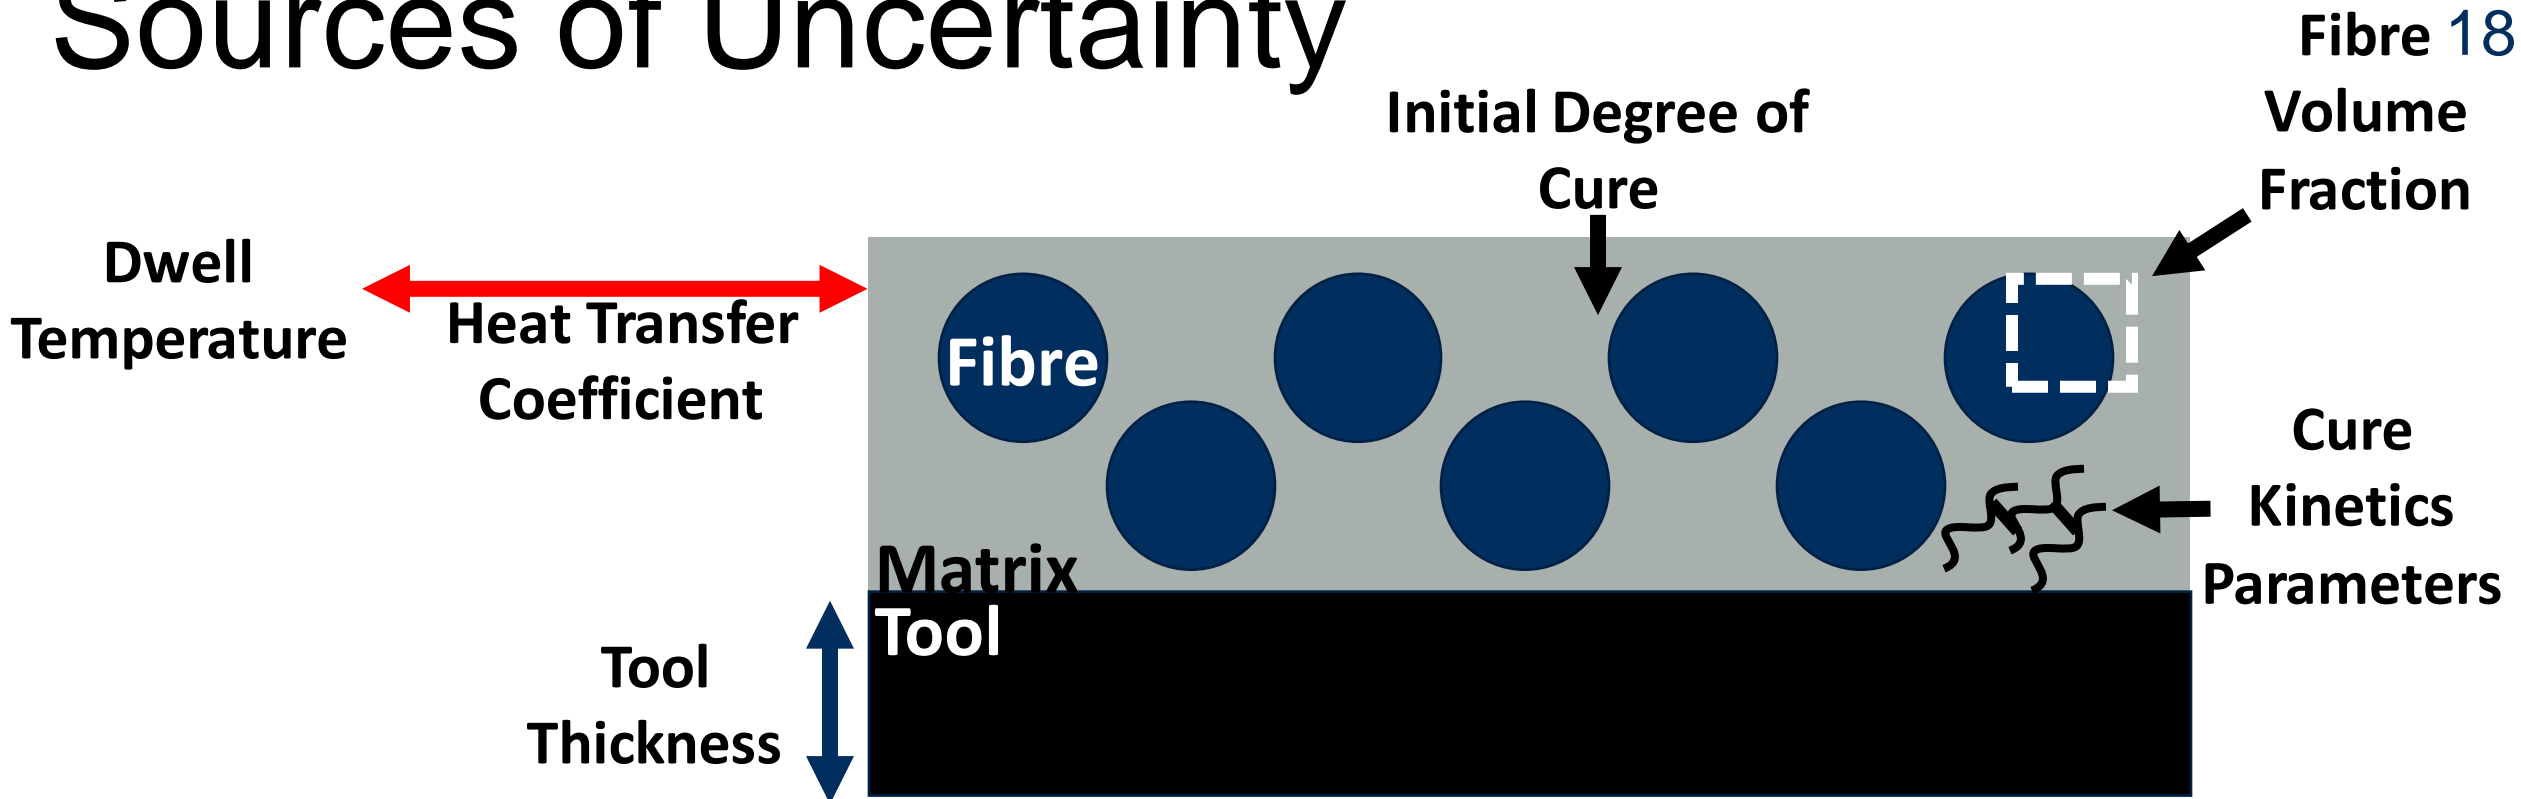 Sources of Uncertainty
18
Fibre
Volume
Fraction
Initial Degree of
Cure
Dwell
Temperature
Heat Transfer
Coefficient
Fibre
Cure
Kinetics
Parameters
Matrix
Tool
Tool
Thickness